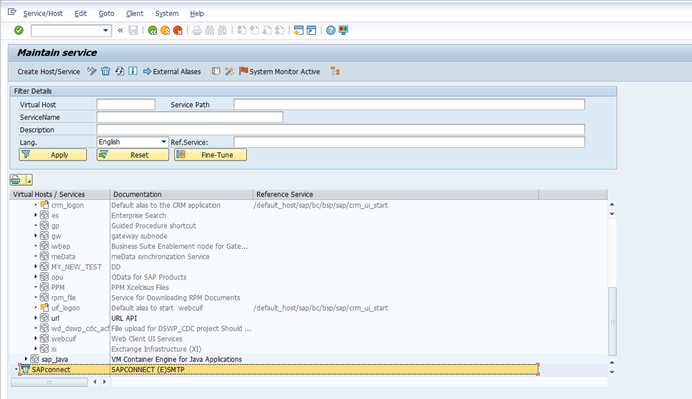 Service/Host Edit Goto Client System Help
Maintain service
Create Host/Service External Aliases System Monitor Active
Filter Details
Virtual Host Service Path
ServiceName
Description
Lang. English Ref.Service:
Apply Reset Fine-Tune
Virtual Hosts / Services Documentation Reference Service
crm_logon Default alias to the CRM application /default_host/sap/bc/bsp/sap/crm_ui_start
es Enterprise Search
gp Guided Procedure shortcut
gw gateway subnode
iwbep Business Suite Enablement node for Gate...
meData meData synchronization Service
MY_NEW_TEST DD
opu OData for SAP Products
PPM PPM Xcelcisus Files
rpm_file Service for Downloading RPM Documents
uif_logon Default alias to start webcuif /default_host/sap/bc/bsp/sap/crm_ui_start
url URL API
wd_dswp_cdc_acf File upload for DSWP_CDC project Should ...
webcuif Web Client UI Services
xi Exchange Infrastructure (XI)
sap_java VM Container Engine for Java Applications
SAPconnect SAPCONNECT (E)SMTP